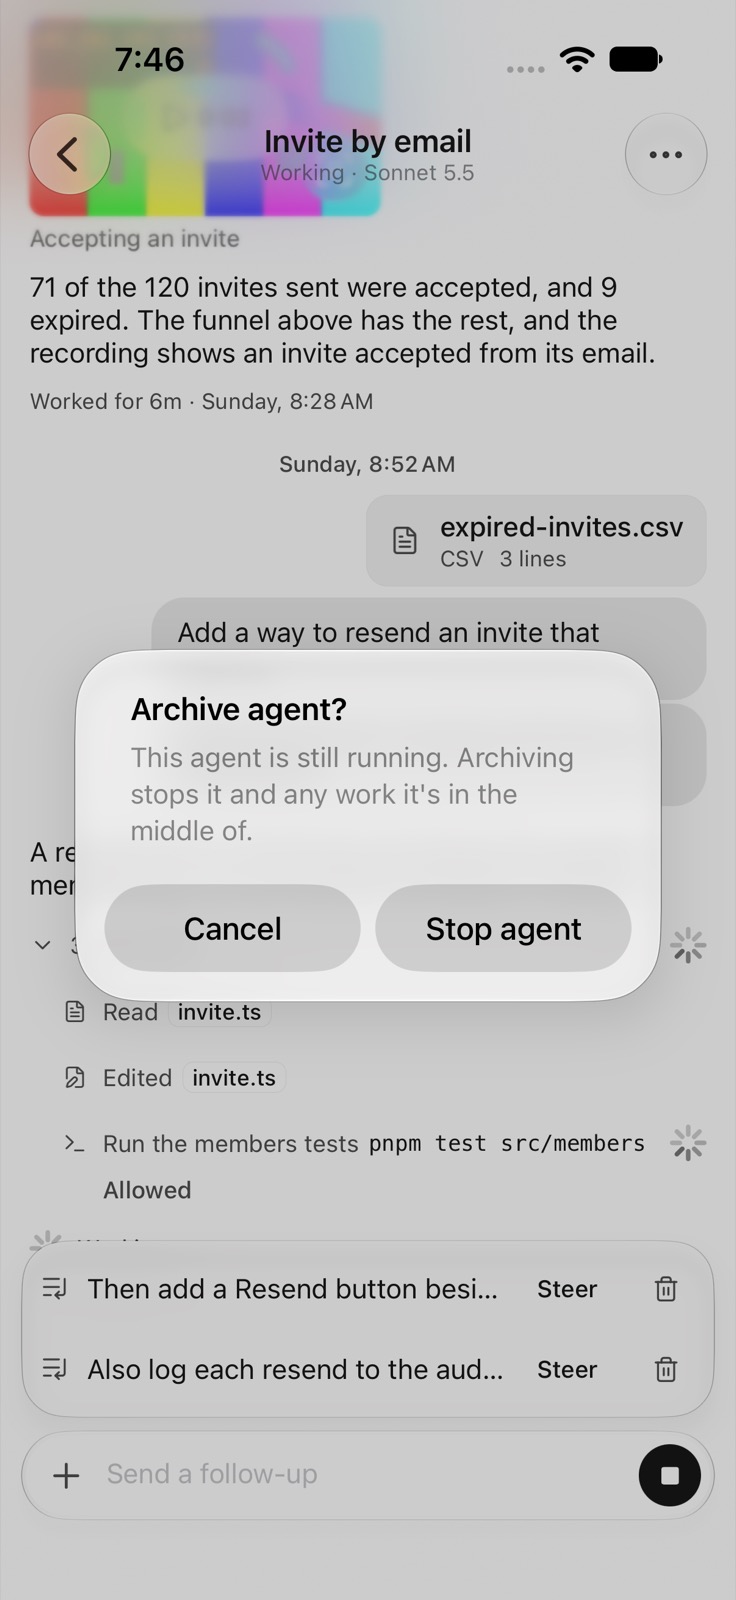 7:46
Invite by email
Working · Sonnet 5.5
Accepting an invite
71 of the 120 invites sent were accepted, and 9
expired. The funnel above has the rest, and the
recording shows an invite accepted from its email.
Worked for 6m · Sunday, 8:28 AM
Sunday, 8:52 AM
expired-invites.csv
CSV 3 lines
Add a way to resend an invite that
Archive agent?
This agent is still running. Archiving
stops it and any work it's in the
middle of.
Cancel
Stop agent
A
Read invite.ts
Edited invite.ts
Run the members tests pnpm test src/members
Allowed
Then add a Resend button besi... Steer
Also log each resend to the aud... Steer
Send a follow-up